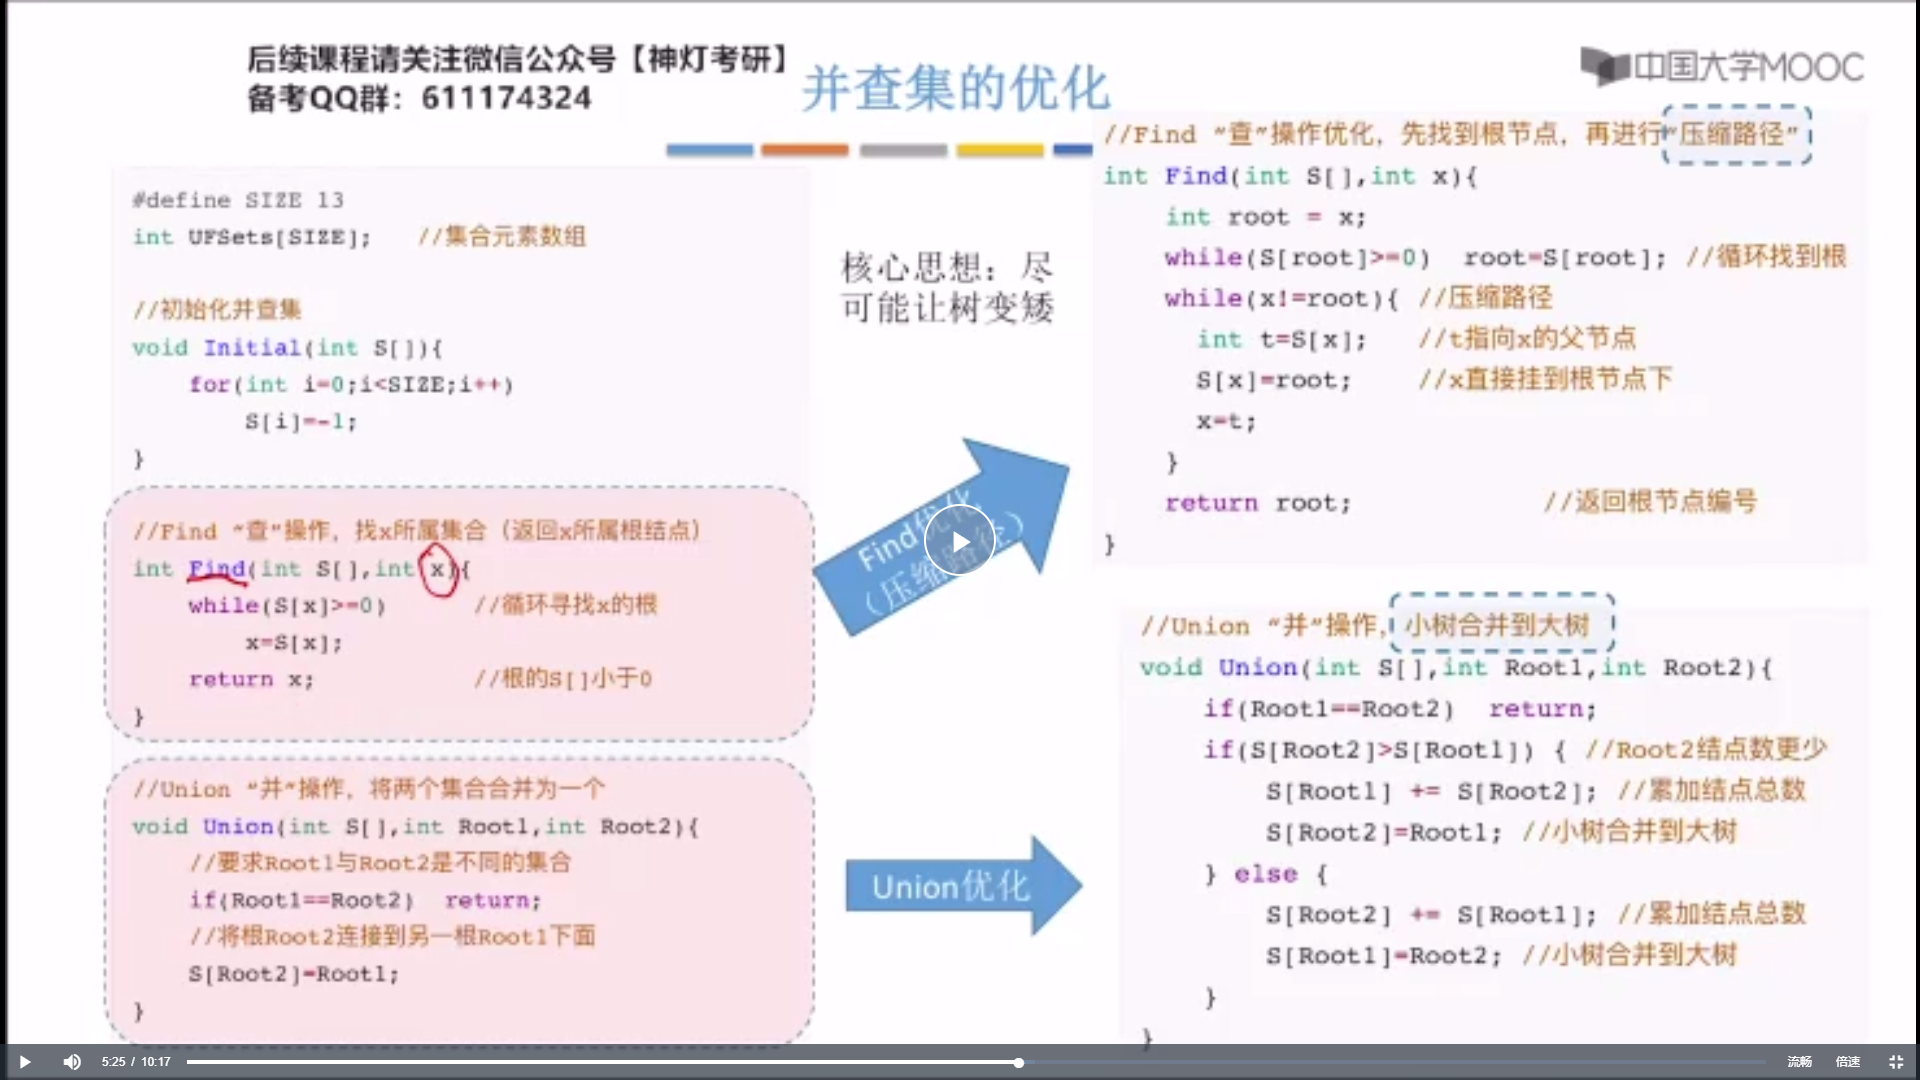 后续课程请关注微信公众号【神灯考研】
备考QQ群：611174324
并查集的优化
中国大学MOOC
#define SIZE 13
int UFSets[SIZE];   //集合元素数组
//初始化并查集
void Initial(int S[]){
for(int i=0;i<SIZE;i++)
S[i]=-1;
}
//Find “查”操作，找x所属集合（返回x所属根结点）
int Find(int S[],int x){
while(S[x]>=0)      //循环寻找x的根
x=S[x];
return x;           //根的S[]小于0
}
//Union “并”操作，将两个集合合并为一个
void Union(int S[],int Root1,int Root2){
//要求Root1与Root2是不同的集合
if(Root1==Root2)  return;
//将根Root2连接到另一根Root1下面
S[Root2]=Root1;
}
核心思想：尽
可能让树变矮
Find优化
（压缩路径）
Union优化
//Find “查”操作优化，先找到根节点，再进行“压缩路径”
int Find(int S[],int x){
int root = x;
while(S[root]>=0)  root=S[root]; //循环找到根
while(x!=root){ //压缩路径
int t=S[x];   //t指向x的父节点
S[x]=root;    //x直接挂到根节点下
x=t;
}
return root;            //返回根节点编号
}
//Union “并”操作，小树合并到大树
void Union(int S[],int Root1,int Root2){
if(Root1==Root2)  return;
if(S[Root2]>S[Root1]) { //Root2结点数更少
S[Root1] += S[Root2]; //累加结点总数
S[Root2]=Root1; //小树合并到大树
} else {
S[Root2] += S[Root1]; //累加结点总数
S[Root1]=Root2; //小树合并到大树
}
}
5:25 / 10:17
流畅 倍速